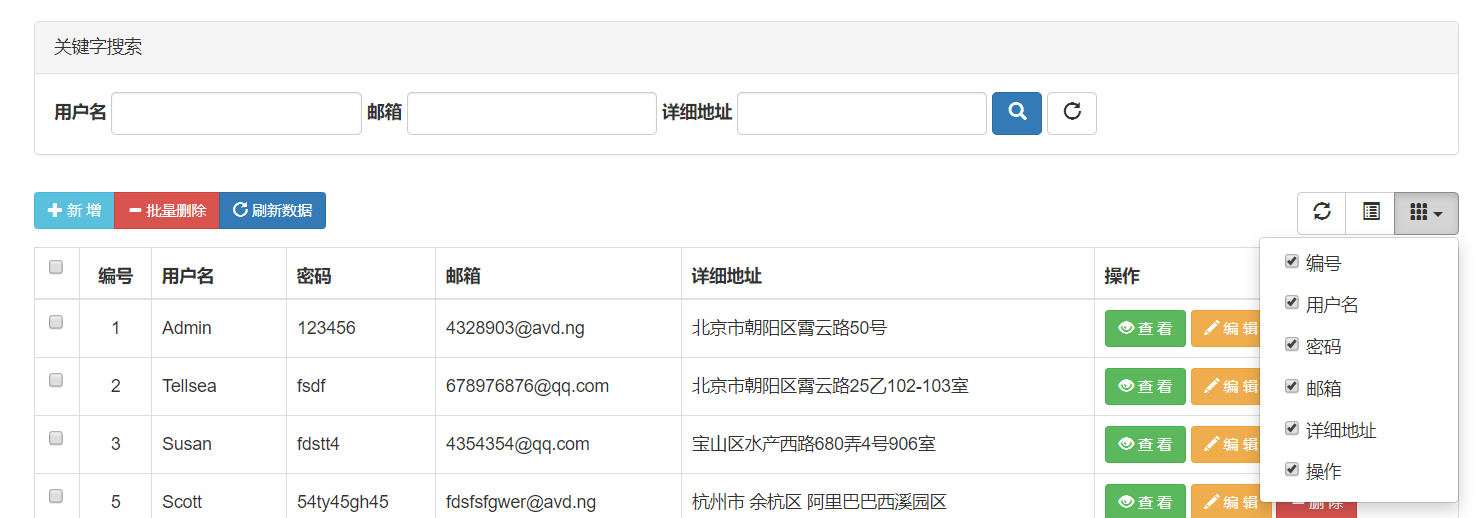 关键字搜索
用户名 邮箱 详细地址
新 增 批量删除 刷新数据
编号 用户名 密码 邮箱 详细地址 操作
1 Admin 123456 4328903@avd.ng 北京市朝阳区霄云路50号 查 看 编 辑
2 Tellsea fsdf 678976876@qq.com 北京市朝阳区霄云路25乙102-103室 查 看 编 辑
3 Susan fdstt4 4354354@qq.com 宝山区水产西路680弄4号906室 查 看 编 辑
5 Scott 54ty45gh45 fdsfsfgwer@avd.ng 杭州市 余杭区 阿里巴巴西溪园区 查 看 编 辑 删 除
编号
用户名
密码
邮箱
详细地址
操作